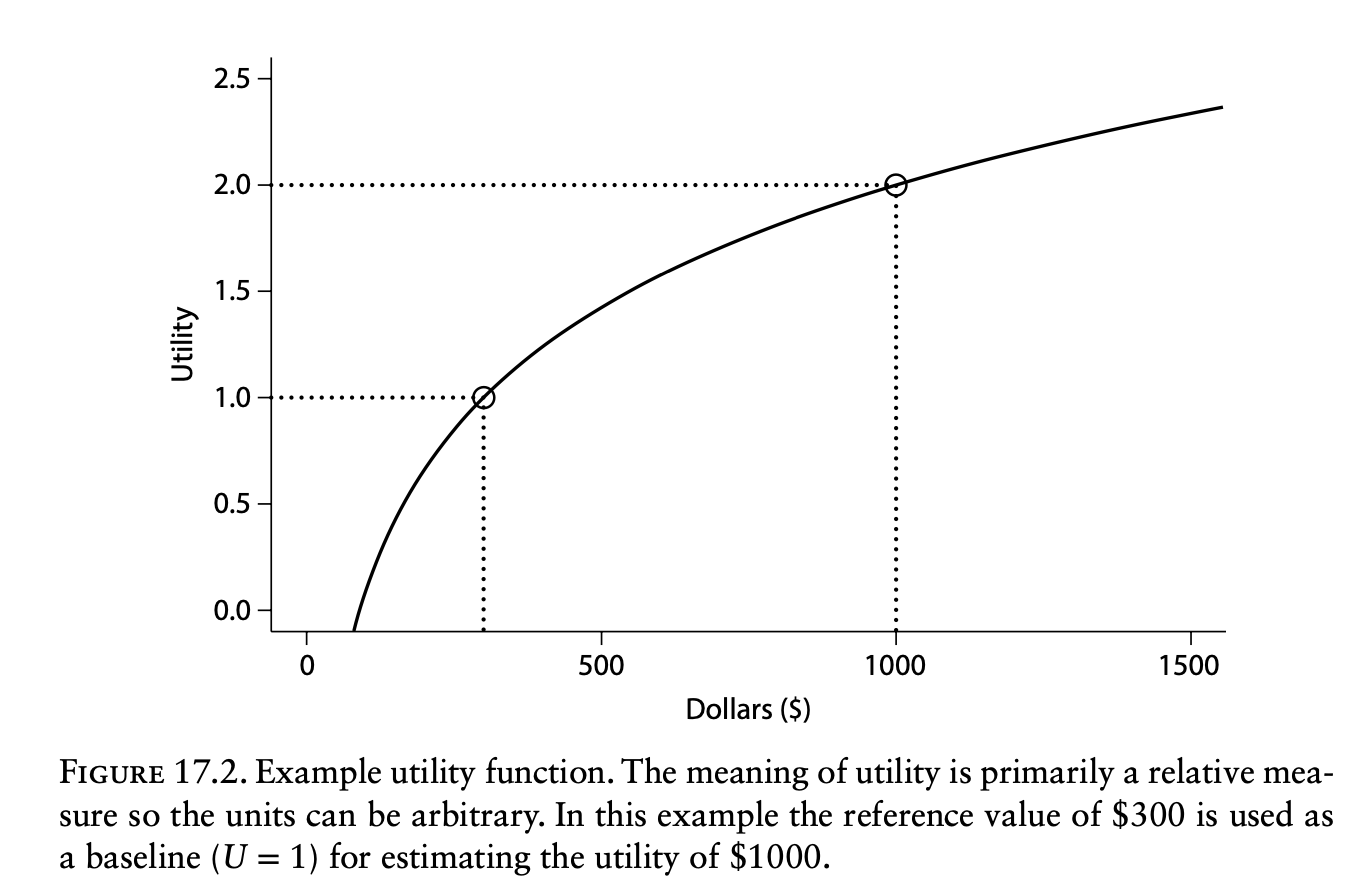 2.5
2.0
1.5
1.0
0.5
0.0
Utility
0 500 1000 1500
Dollars ($)
FIGURE 17.2. Example utility function. The meaning of utility is primarily a relative mea-
sure so the units can be arbitrary. In this example the reference value of $300 is used as
a baseline (U = 1) for estimating the utility of $1000.